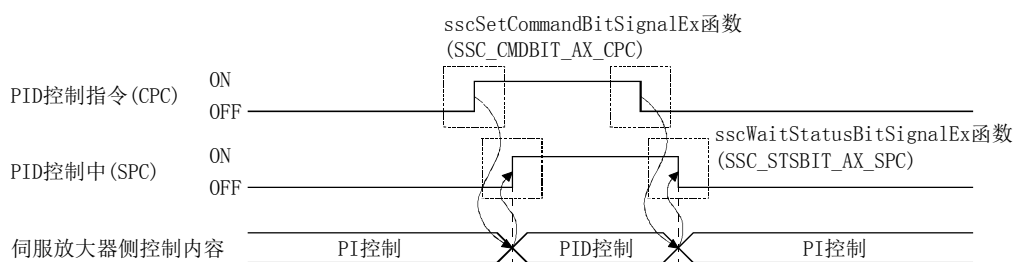 sscSetCommandBitSignalEx函数
(SSC_CMDBIT_AX_CPC)
PID控制指令(CPC)
ON
OFF
sscWaitStatusBitSignalEx函数
(SSC_STSBIT_AX_SPC)
PID控制中(SPC)
ON
OFF
伺服放大器侧控制内容 PI控制 PID控制 PI控制